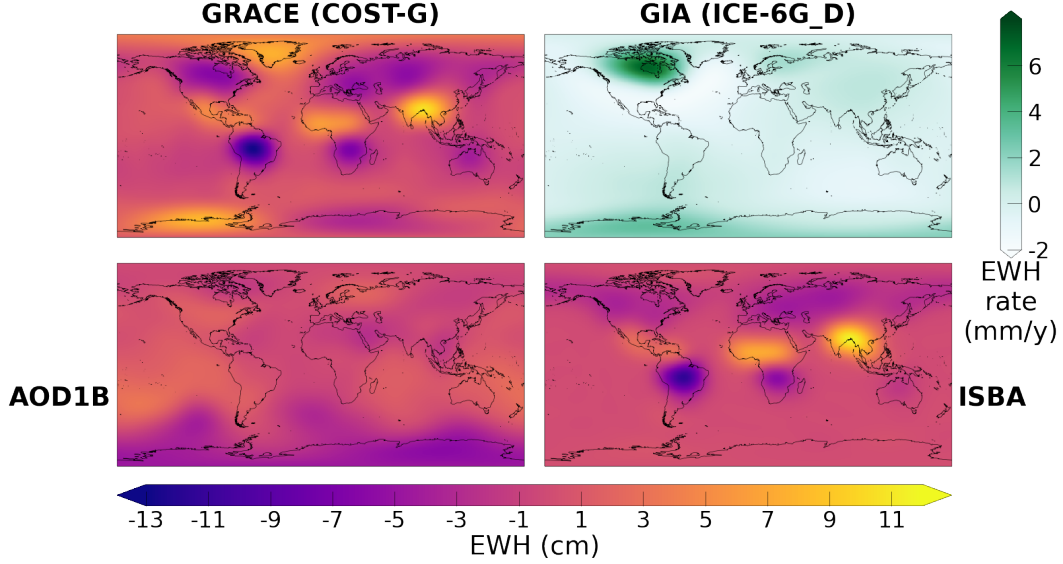 GRACE (COST-G)
GIA (ICE-6G_D)
6
4
2
0
-2
EWH
rate
(mm/y)
AOD1B
ISBA
-13 -11 -9 -7 -5 -3 -1 1 3 5 7 9 11
EWH (cm)